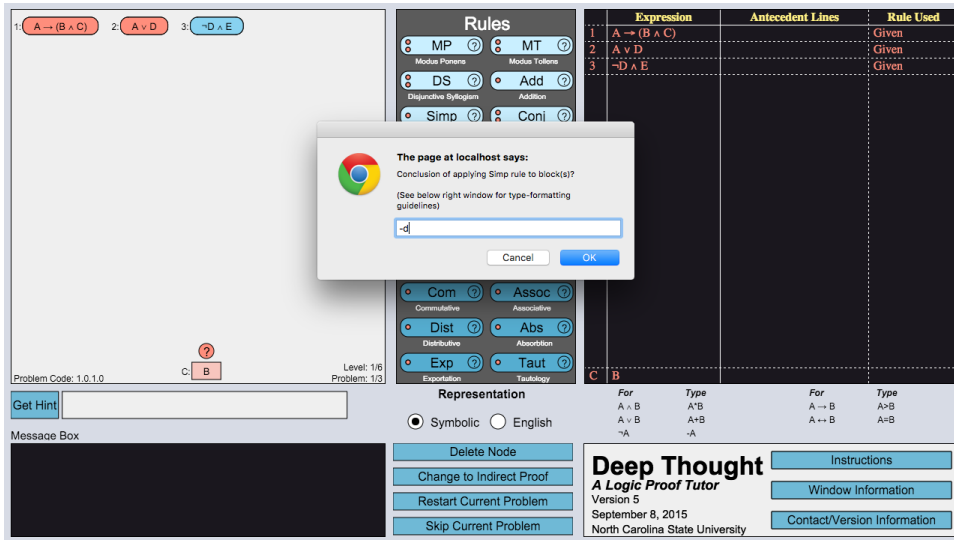 1: A → (B ∧ C) 2: A ∨ D 3: ¬D ∧ E
C: B
Problem Code: 1.0.1.0
Level: 1/6
Problem: 1/3
Rules
MP ? MT ?
Modus Ponens Modus Tollens
DS ? Add ?
Disjunctive Syllogism Addition
Simp ? Conj ?
The page at localhost says:
Conclusion of applying Simp rule to block(s)?
(See below right window for type-formatting
guidelines)
-d
Cancel OK
Com ? Assoc ?
Commutative Associative
Dist ? Abs ?
Distributive Absorbtion
Exp ? Taut ?
Exportation Tautology
Expression Antecedent Lines Rule Used
1 A → (B ∧ C) Given
2 A ∨ D Given
3 ¬D ∧ E Given
C B
Get Hint
Message Box
Representation
Symbolic English
Delete Node
Change to Indirect Proof
Restart Current Problem
Skip Current Problem
For Type For Type
A ∧ B A*B A → B A>B
A ∨ B A+B A ↔ B A=B
¬A -A
Deep Thought
A Logic Proof Tutor
Version 5
September 8, 2015
North Carolina State University
Instructions
Window Information
Contact/Version Information